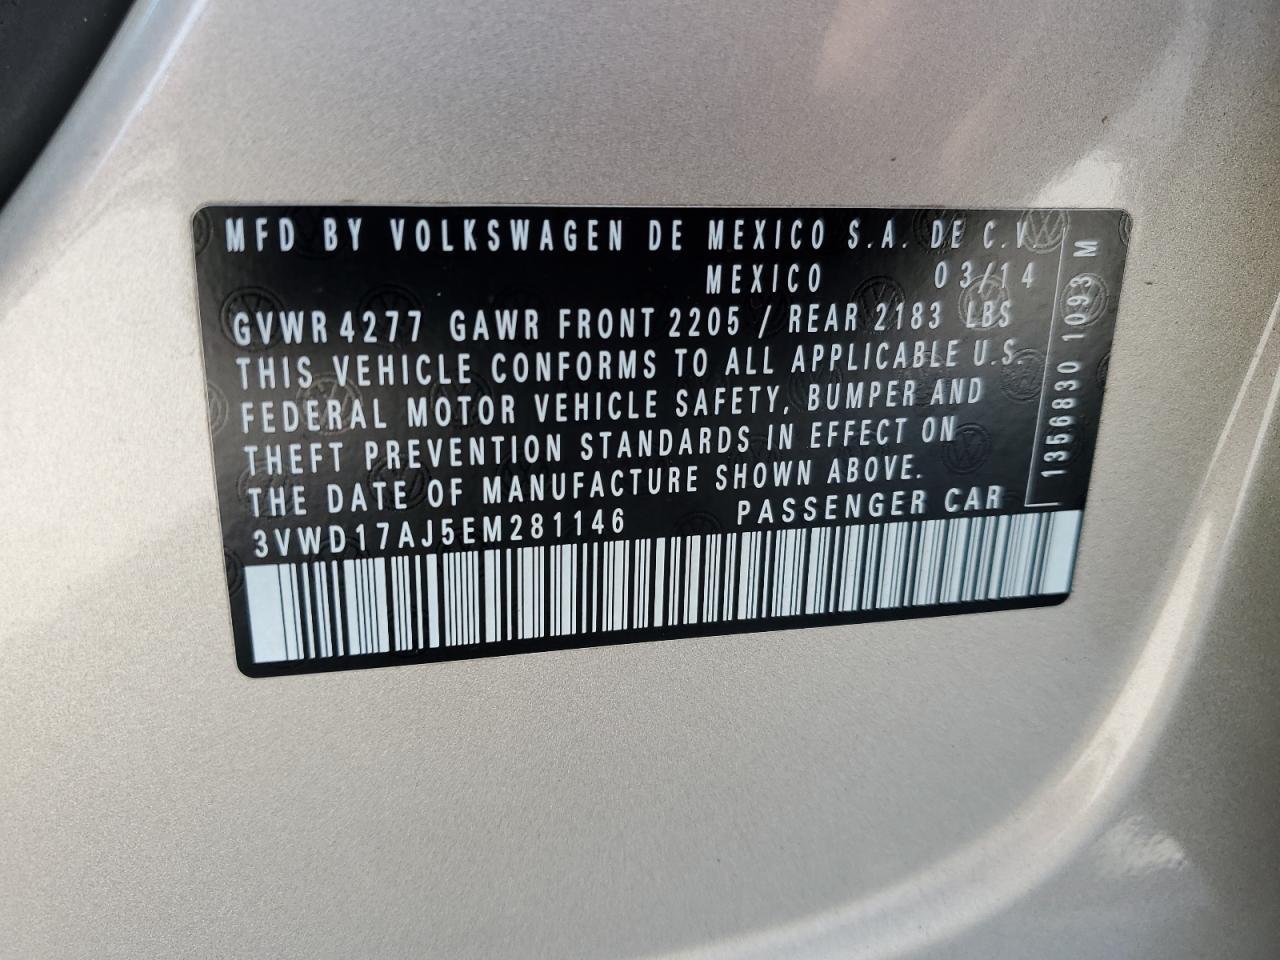 MFD BY VOLKSWAGEN DE MEXICO S.A. DE C.V.
MEXICO 03/14
GVWR 4277 GAWR FRONT 2205 / REAR 2183 LBS
THIS VEHICLE CONFORMS TO ALL APPLICABLE U.S.
FEDERAL MOTOR VEHICLE SAFETY, BUMPER AND
THEFT PREVENTION STANDARDS IN EFFECT ON
THE DATE OF MANUFACTURE SHOWN ABOVE.
3VWD17AJ5EM281146 PASSENGER CAR
1356830 1093 M